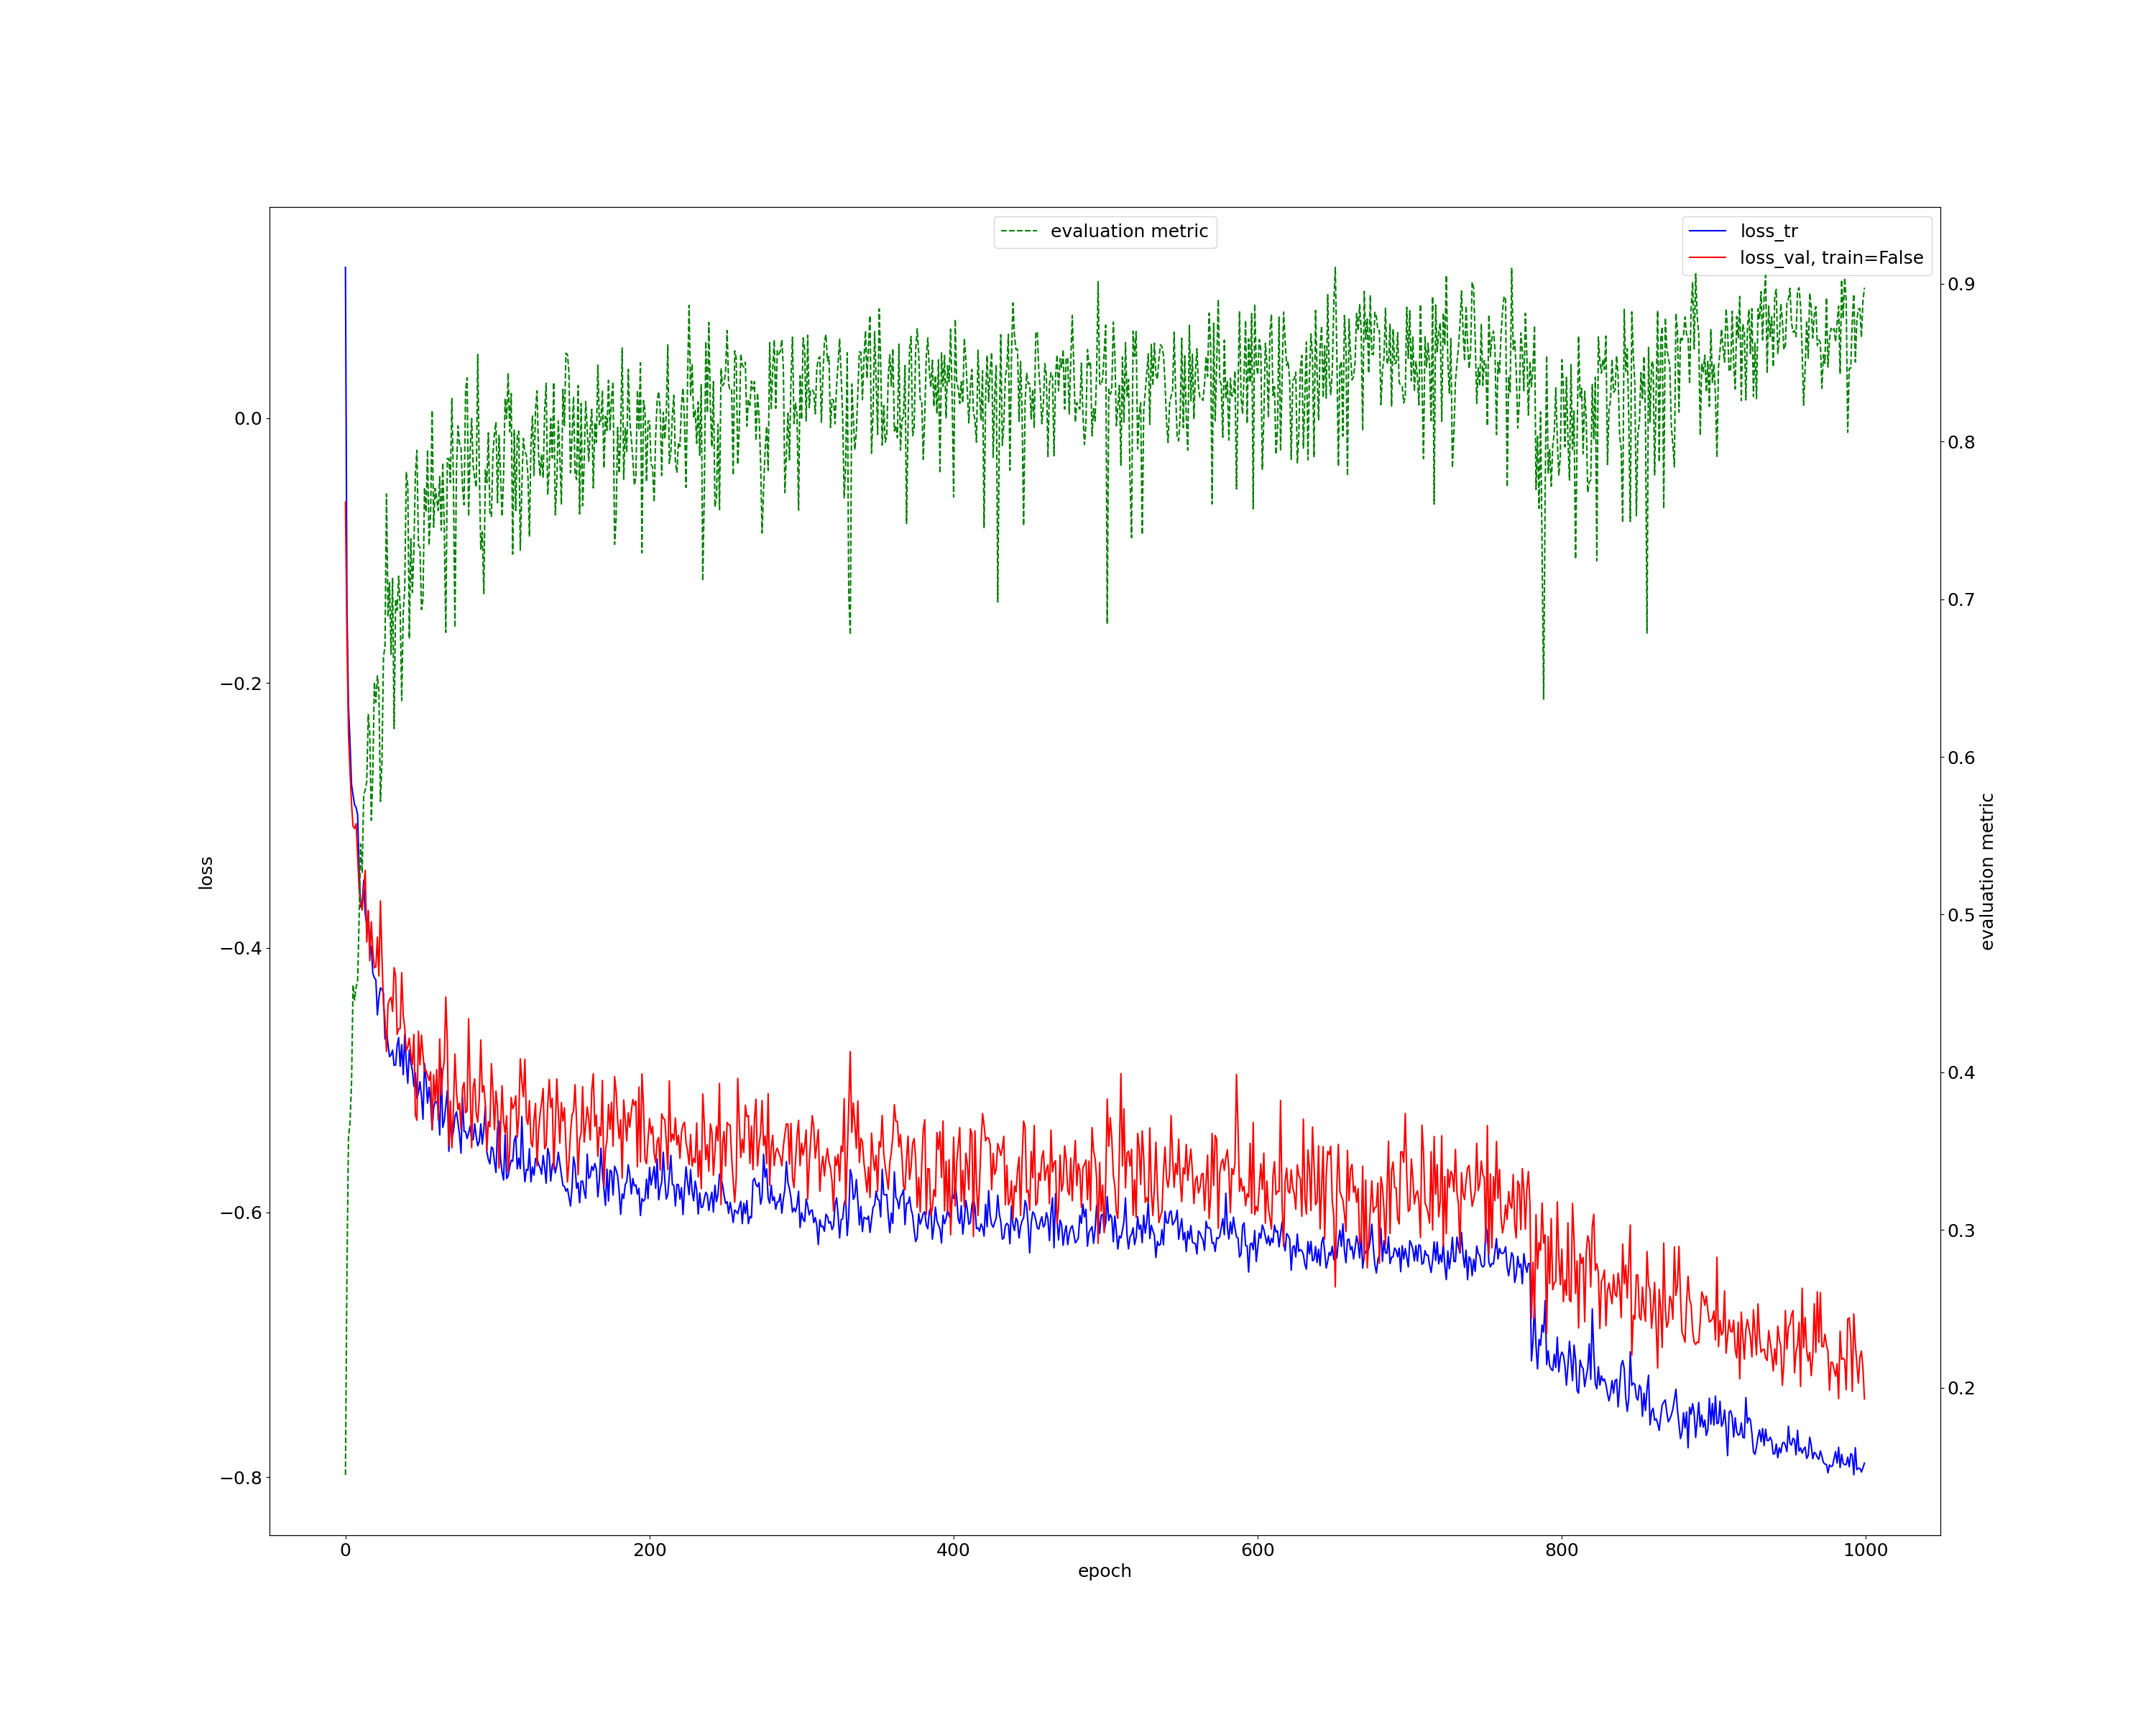 evaluation metric
loss_tr
loss_val, train=False
0.0
−0.2
−0.4
−0.6
−0.8
loss
0.9
0.8
0.7
0.6
0.5
0.4
0.3
0.2
evaluation metric
0 200 400 600 800 1000
epoch